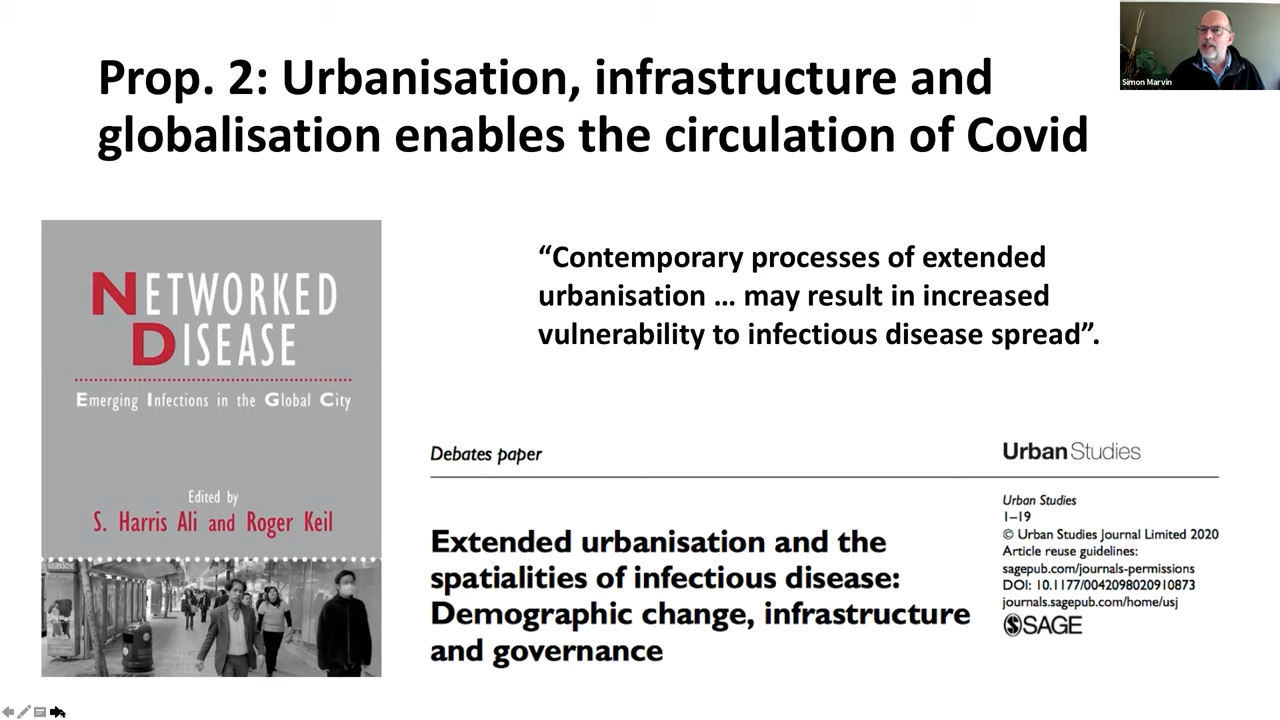 Prop. 2: Urbanisation, infrastructure and
globalisation enables the circulation of Covid
Simon Marvin
NETWORKED
DISEASE
Emerging Infections in the Global City
Edited by
S. Harris Ali and Roger Keil
“Contemporary processes of extended
urbanisation ... may result in increased
vulnerability to infectious disease spread”.
Debates paper
Urban Studies
Extended urbanisation and the
spatialities of infectious disease:
Demographic change, infrastructure
and governance
Urban Studies
1–19
© Urban Studies Journal Limited 2020
Article reuse guidelines:
sagepub.com/journals-permissions
DOI: 10.1177/0042098020910873
journals.sagepub.com/home/usj
SAGE